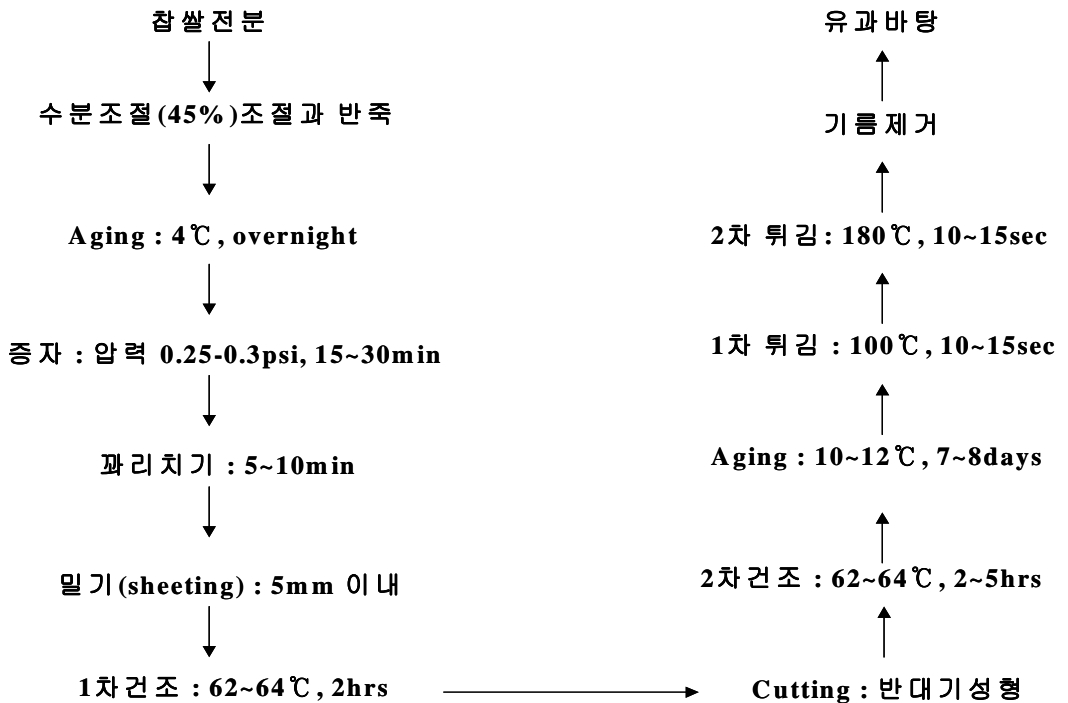 찹쌀전분
수분조절(45%)조절과 반죽
Aging : 4℃, overnight
증자 : 압력 0.25-0.3psi, 15~30min
꽈리치기 : 5~10min
밀기(sheeting) : 5mm 이내
1차건조 : 62~64℃, 2hrs
Cutting : 반대기성형
2차건조 : 62~64℃, 2~5hrs
Aging : 10~12℃, 7~8days
1차 튀김 : 100℃, 10~15sec
2차 튀김 : 180℃, 10~15sec
기름제거
유과바탕